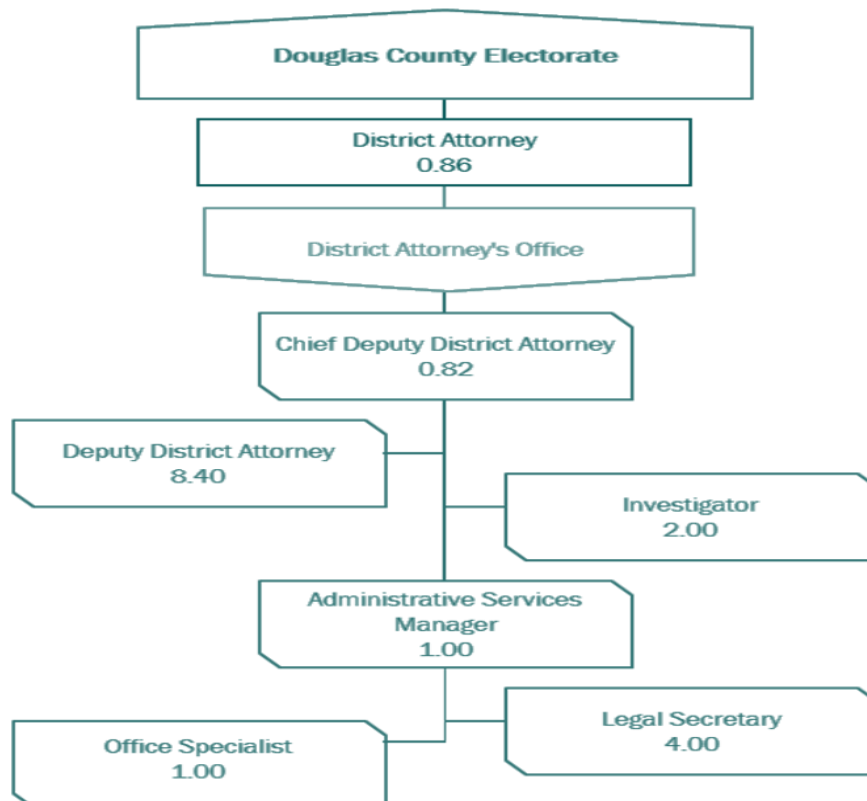 Douglas County Electorate
District Attorney
0.86
District Attorney's Office
Chief Deputy District Attorney
0.82
Deputy District Attorney
8.40
Investigator
2.00
Administrative Services
Manager
1.00
Legal Secretary
4.00
Office Specialist
1.00